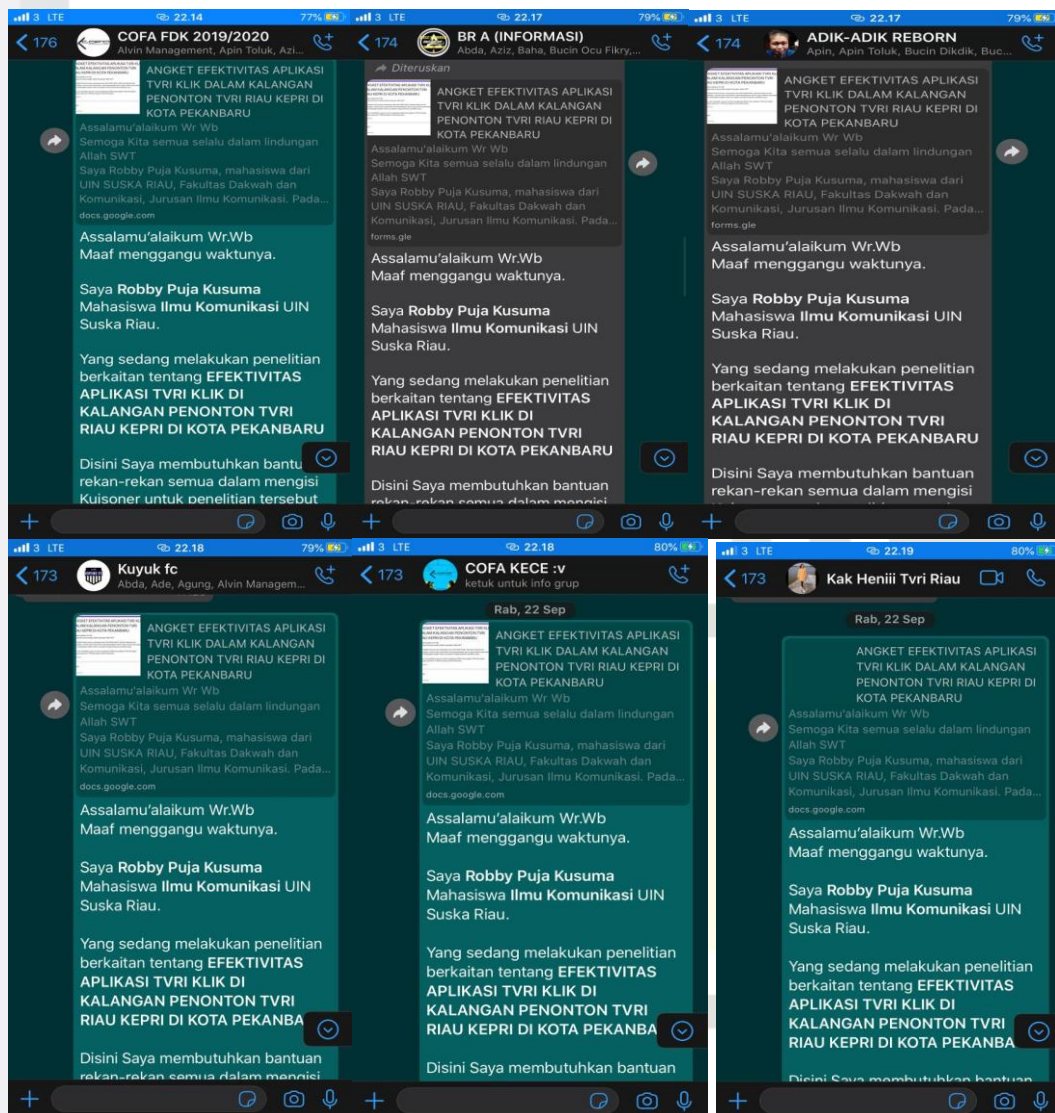 3 LTE 22.14 77%
176 COFA FDK 2019/2020
Alvin Management, Apin Toluk, Azi...
ANGKET EFEKTIVITAS APLIKASI
TVRI KLIK DALAM KALANGAN
PENONTON TVRI RIAU KEPRI DI
KOTA PEKANBARU
Assalamu'alaikum Wr Wb
Semoga Kita semua selalu dalam lindungan
Allah SWT
Saya Robby Puja Kusuma, mahasiswa dari
UIN SUSKA RIAU, Fakultas Dakwah dan
Komunikasi, Jurusan Ilmu Komunikasi. Pada...
docs.google.com
Assalamu'alaikum Wr.Wb
Maaf menggangu waktunya.
Saya Robby Puja Kusuma
Mahasiswa Ilmu Komunikasi UIN
Suska Riau.
Yang sedang melakukan penelitian
berkaitan tentang EFEKTIVITAS
APLIKASI TVRI KLIK DI
KALANGAN PENONTON TVRI
RIAU KEPRI DI KOTA PEKANBARU
Disini Saya membutuhkan bantu
rekan-rekan semua dalam mengisi
Kuisoner untuk penelitian tersebut
3 LTE 22.17 79%
174 BR A (INFORMASI)
Abda, Aziz, Baha, Bucin Ocu Fikry,...
Diteruskan
ANGKET EFEKTIVITAS APLIKASI
TVRI KLIK DALAM KALANGAN
PENONTON TVRI RIAU KEPRI DI
KOTA PEKANBARU
Assalamu'alaikum Wr Wb
Semoga Kita semua selalu dalam lindungan
Allah SWT
Saya Robby Puja Kusuma, mahasiswa dari
UIN SUSKA RIAU, Fakultas Dakwah dan
Komunikasi, Jurusan Ilmu Komunikasi. Pada...
forms.gle
Assalamu'alaikum Wr.Wb
Maaf menggangu waktunya.
Saya Robby Puja Kusuma
Mahasiswa Ilmu Komunikasi UIN
Suska Riau.
Yang sedang melakukan penelitian
berkaitan tentang EFEKTIVITAS
APLIKASI TVRI KLIK DI
KALANGAN PENONTON TVRI
RIAU KEPRI DI KOTA PEKANBARU
Disini Saya membutuhkan bantuan
rekan-rekan semua dalam mengisi
3 LTE 22.17 79%
174 ADIK-ADIK REBORN
Apin, Apin Toluk, Bucin Dikdik, Buc...
ANGKET EFEKTIVITAS APLIKASI
TVRI KLIK DALAM KALANGAN
PENONTON TVRI RIAU KEPRI DI
KOTA PEKANBARU
Assalamu'alaikum Wr Wb
Semoga Kita semua selalu dalam lindungan
Allah SWT
Saya Robby Puja Kusuma, mahasiswa dari
UIN SUSKA RIAU, Fakultas Dakwah dan
Komunikasi, Jurusan Ilmu Komunikasi. Pada...
forms.gle
Assalamu'alaikum Wr.Wb
Maaf menggangu waktunya.
Saya Robby Puja Kusuma
Mahasiswa Ilmu Komunikasi UIN
Suska Riau.
Yang sedang melakukan penelitian
berkaitan tentang EFEKTIVITAS
APLIKASI TVRI KLIK DI
KALANGAN PENONTON TVRI
RIAU KEPRI DI KOTA PEKANBARU
Disini Saya membutuhkan bantuan
rekan-rekan semua dalam mengisi
3 LTE 22.18 79%
173 Kuyuk fc
Abda, Ade, Agung, Alvin Managem...
ANGKET EFEKTIVITAS APLIKASI
TVRI KLIK DALAM KALANGAN
PENONTON TVRI RIAU KEPRI DI
KOTA PEKANBARU
Assalamu'alaikum Wr Wb
Semoga Kita semua selalu dalam lindungan
Allah SWT
Saya Robby Puja Kusuma, mahasiswa dari
UIN SUSKA RIAU, Fakultas Dakwah dan
Komunikasi, Jurusan Ilmu Komunikasi. Pada...
docs.google.com
Assalamu'alaikum Wr.Wb
Maaf menggangu waktunya.
Saya Robby Puja Kusuma
Mahasiswa Ilmu Komunikasi UIN
Suska Riau.
Yang sedang melakukan penelitian
berkaitan tentang EFEKTIVITAS
APLIKASI TVRI KLIK DI
KALANGAN PENONTON TVRI
RIAU KEPRI DI KOTA PEKANBA
Disini Saya membutuhkan bantuan
rekan-rekan semua dalam mengisi
3 LTE 22.18 80%
173 COFA KECE :v
ketuk untuk info grup
Rab, 22 Sep
ANGKET EFEKTIVITAS APLIKASI
TVRI KLIK DALAM KALANGAN
PENONTON TVRI RIAU KEPRI DI
KOTA PEKANBARU
Assalamu'alaikum Wr Wb
Semoga Kita semua selalu dalam lindungan
Allah SWT
Saya Robby Puja Kusuma, mahasiswa dari
UIN SUSKA RIAU, Fakultas Dakwah dan
Komunikasi, Jurusan Ilmu Komunikasi. Pada...
docs.google.com
Assalamu'alaikum Wr.Wb
Maaf menggangu waktunya.
Saya Robby Puja Kusuma
Mahasiswa Ilmu Komunikasi UIN
Suska Riau.
Yang sedang melakukan penelitian
berkaitan tentang EFEKTIVITAS
APLIKASI TVRI KLIK DI
KALANGAN PENONTON TVRI
RIAU KEPRI DI KOTA PEKANBA
Disini Saya membutuhkan bantuan
3 LTE 22.19 80%
173 Kak Heniii Tvri Riau
Rab, 22 Sep
ANGKET EFEKTIVITAS APLIKASI
TVRI KLIK DALAM KALANGAN
PENONTON TVRI RIAU KEPRI DI
KOTA PEKANBARU
Assalamu'alaikum Wr Wb
Semoga Kita semua selalu dalam lindungan
Allah SWT
Saya Robby Puja Kusuma, mahasiswa dari
UIN SUSKA RIAU, Fakultas Dakwah dan
Komunikasi, Jurusan Ilmu Komunikasi. Pada...
docs.google.com
Assalamu'alaikum Wr.Wb
Maaf menggangu waktunya.
Saya Robby Puja Kusuma
Mahasiswa Ilmu Komunikasi UIN
Suska Riau.
Yang sedang melakukan penelitian
berkaitan tentang EFEKTIVITAS
APLIKASI TVRI KLIK DI
KALANGAN PENONTON TVRI
RIAU KEPRI DI KOTA PEKANBA
Disini Saya membutuhkan bantuan